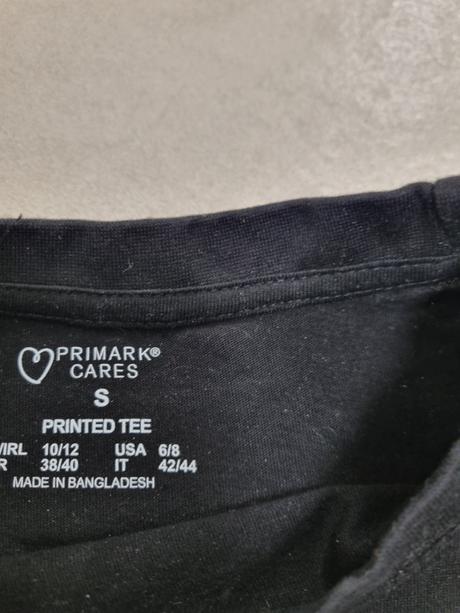 PRIMARK®
CARES
S
PRINTED TEE
/IRL 10/12 USA 6/8
R 38/40 IT 42/44
MADE IN BANGLADESH